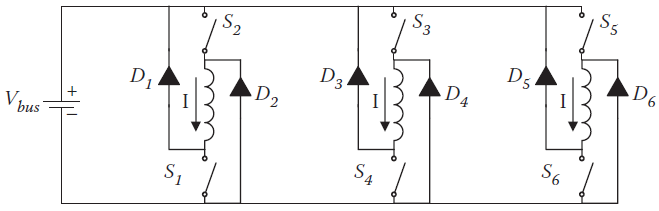 S2 S3 S5
D1 I D2 D3 I D4 D5 I D6
Vbus + −
S1 S4 S6